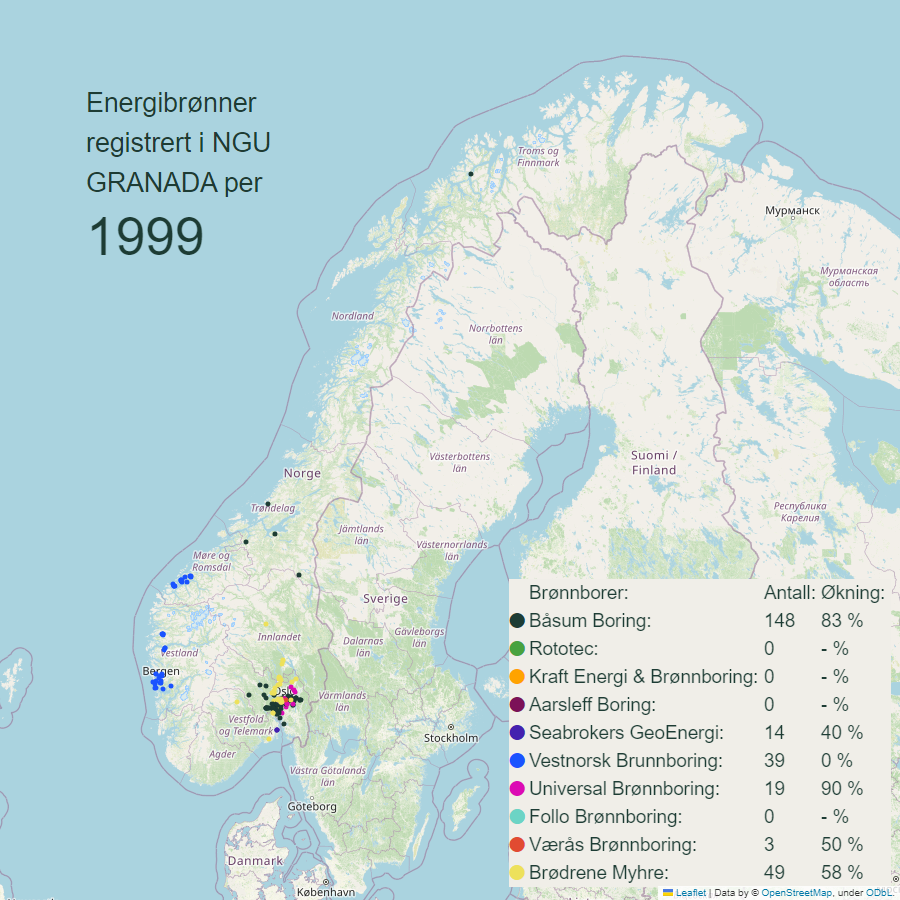 Energibrønner
registrert i NGU
GRANADA per
1999
Troms og
Finnmark
Мурманск
Мурманская
область
Nordland
Norrbottens
län
Norge
Västerbottens
län
Suomi /
Finland
Trøndelag
Республика
Карелия
Jämtlands
län
Møre og
Romsdal
Västernorrlands
län
Sverige
Innlandet
Gävleborgs
län
Dalarnas
län
Vestland
Bergen
Oslo
Värmlands
län
Vestfold
og Telemark
Agder
Stockholm
Västra Götalands
län
Göteborg
Danmark
København
Brønnborer: Antall: Økning:
Båsum Boring: 148 83 %
Rototec: 0 - %
Kraft Energi & Brønnboring: 0 - %
Aarsleff Boring: 0 - %
Seabrokers GeoEnergi: 14 40 %
Vestnorsk Brunnboring: 39 0 %
Universal Brønnboring: 19 90 %
Follo Brønnboring: 0 - %
Værås Brønnboring: 3 50 %
Brødrene Myhre: 49 58 %
Leaflet | Data by © OpenStreetMap, under ODbL.